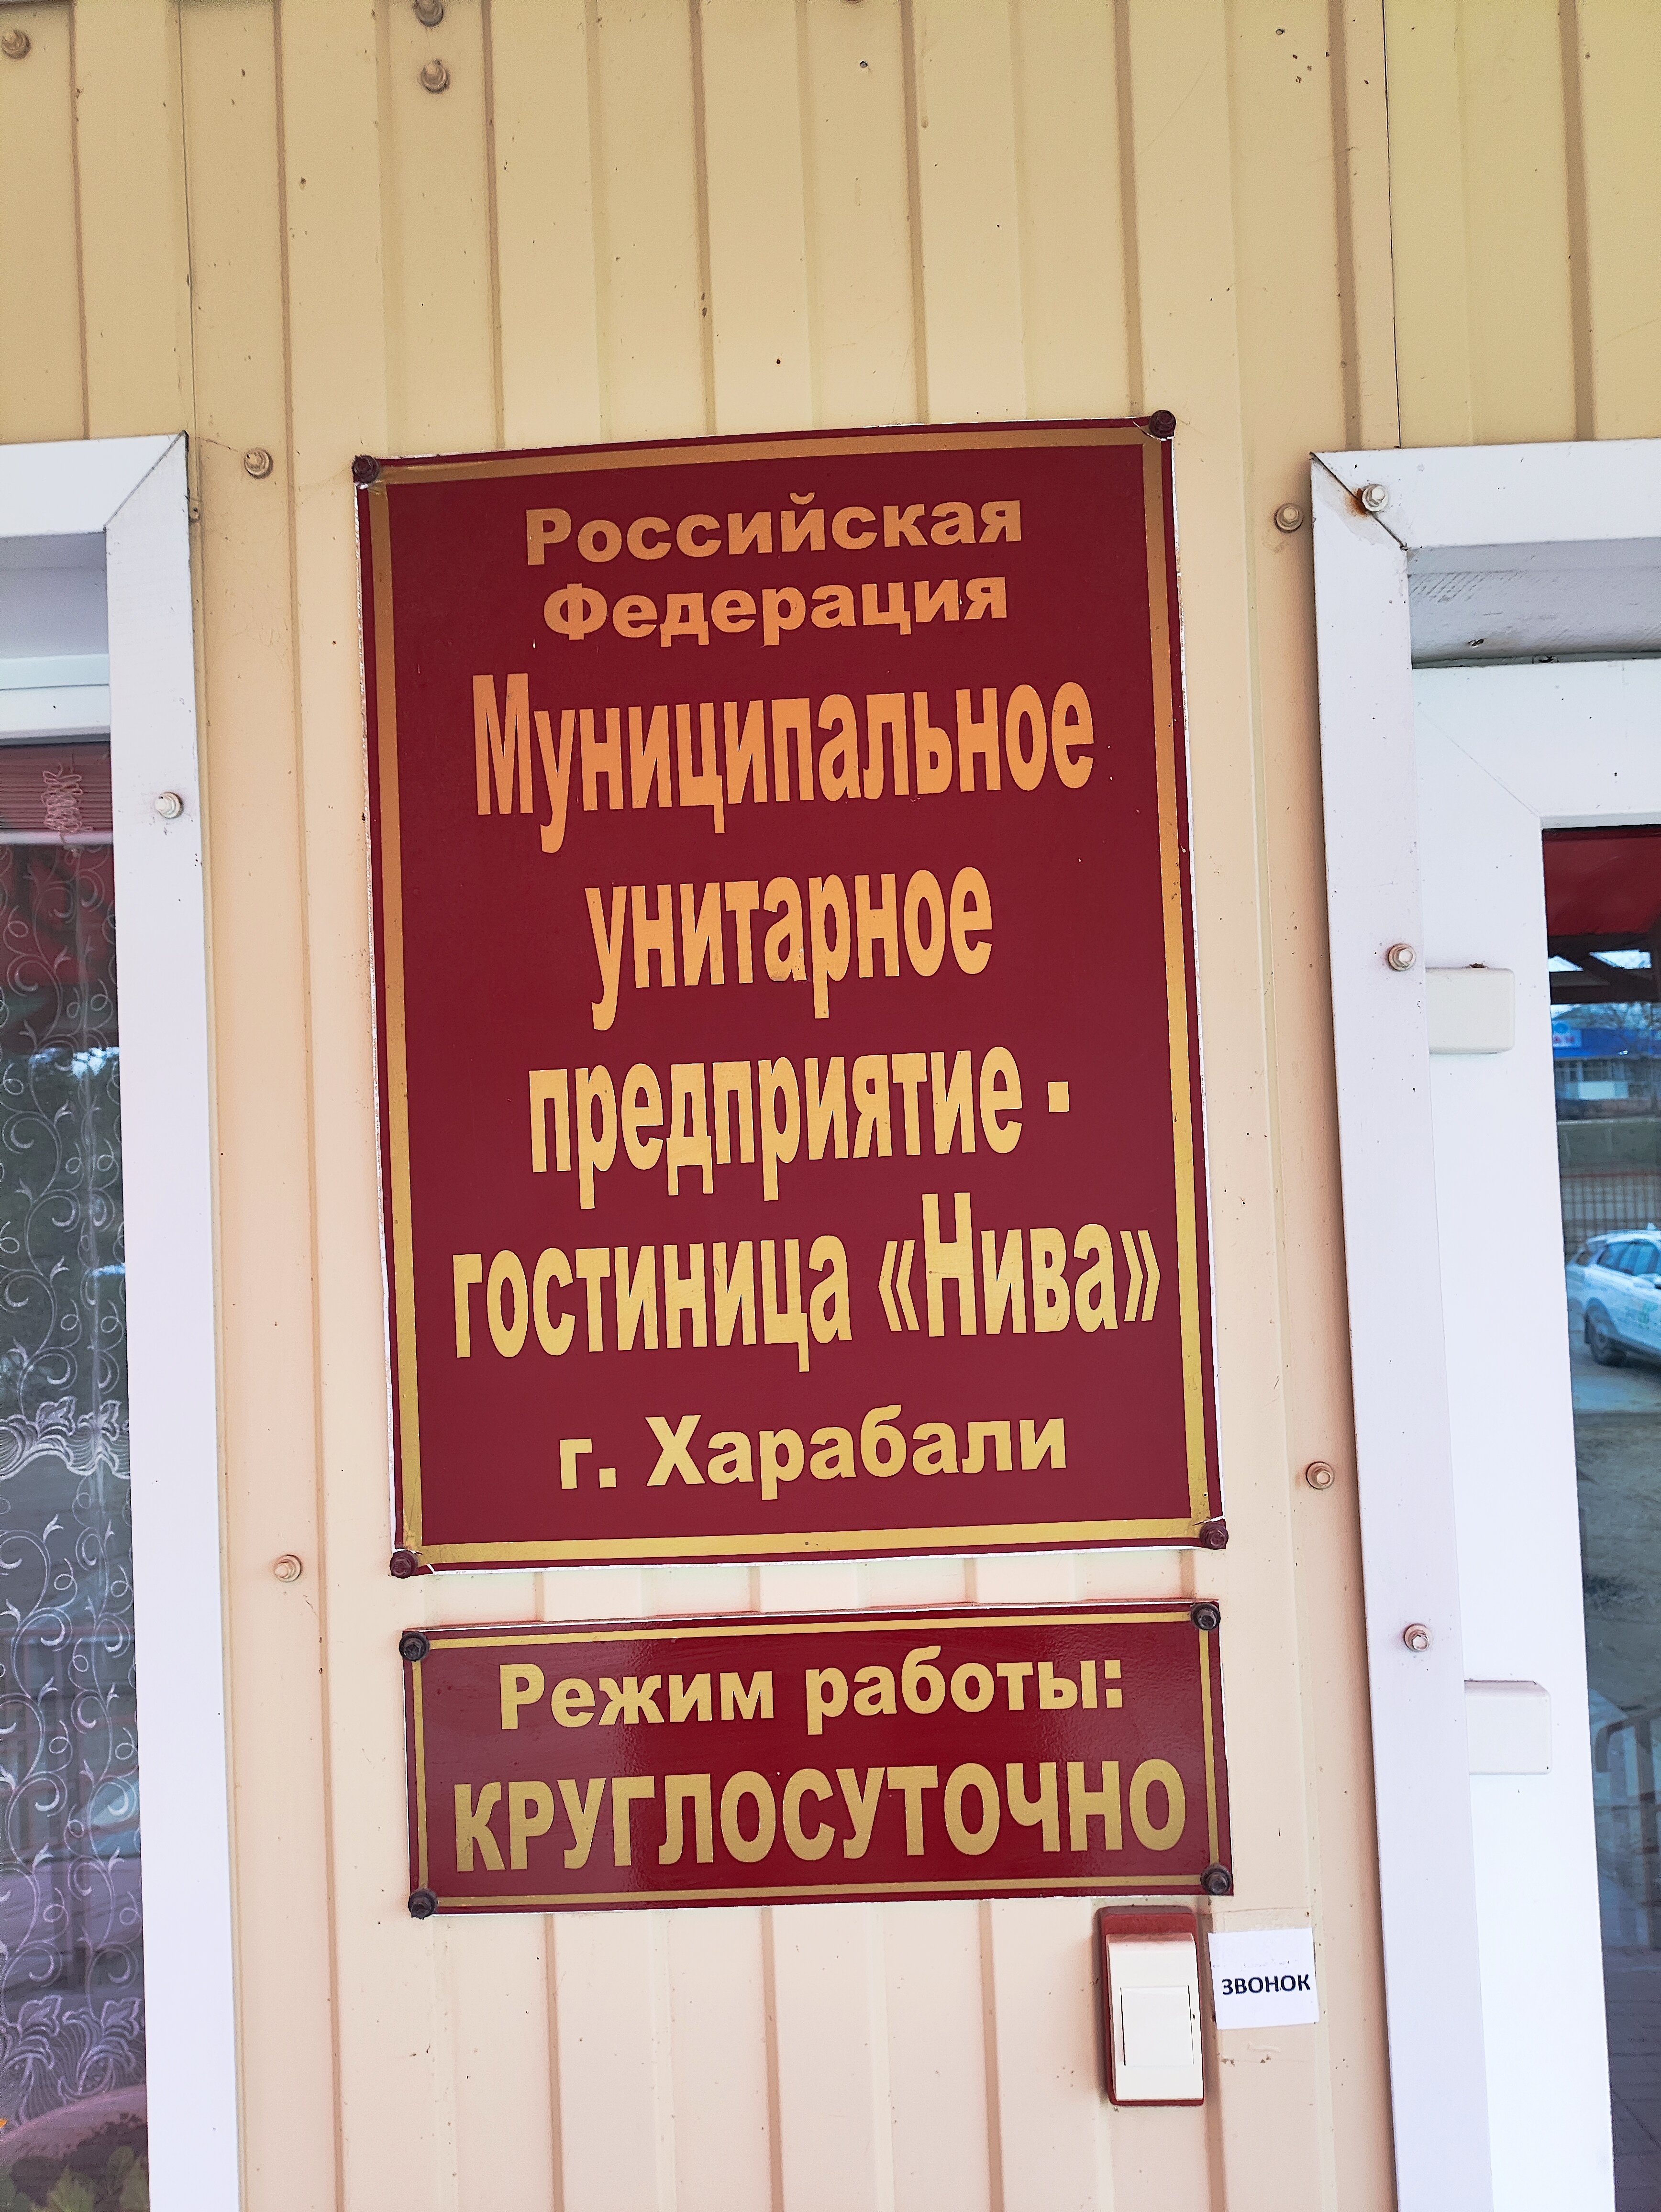 Российская
Федерация
Муниципальное
унитарное
предприятие -
гостиница «Нива»
г. Харабали
Режим работы:
КРУГЛОСУТОЧНО
ЗВОНОК